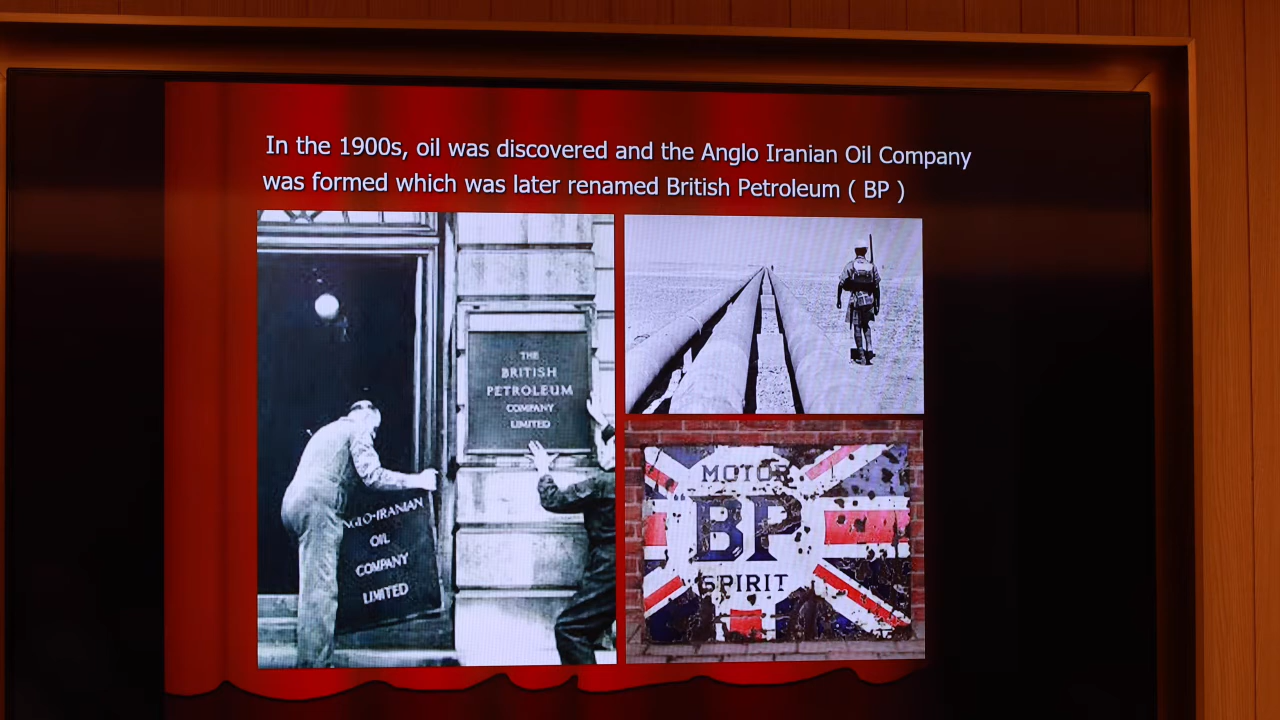 In the 1900s, oil was discovered and the Anglo Iranian Oil Company
was formed which was later renamed British Petroleum ( BP )
THE
BRITISH
PETROLEUM
COMPANY
LIMITED
NGLO-IRANIAN
OIL
COMPANY
LIMITED
MOTOR
BP
SPIRIT